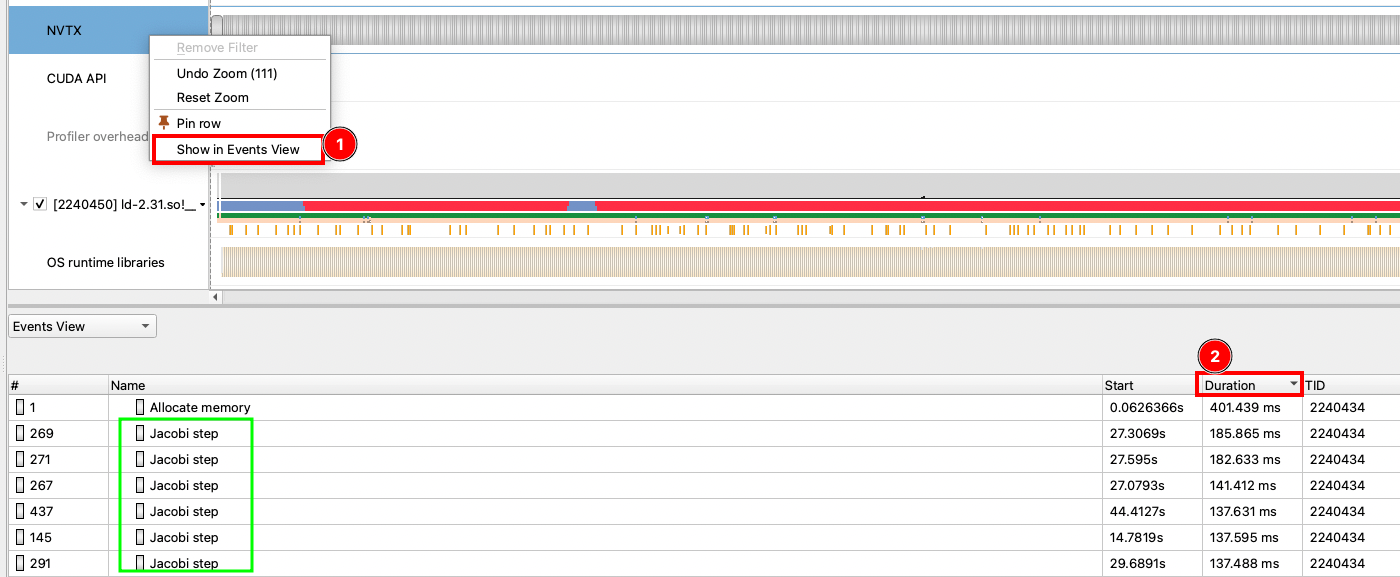 NVTX
Remove Filter
CUDA API
Undo Zoom (111)
Reset Zoom
Pin row
Profiler overhead
Show in Events View
1
[2240450] ld-2.31.so!__
OS runtime libraries
Events View
2
# Name Start Duration TID
1 Allocate memory 0.0626366s 401.439 ms 2240434
269 Jacobi step 27.3069s 185.865 ms 2240434
271 Jacobi step 27.595s 182.633 ms 2240434
267 Jacobi step 27.0793s 141.412 ms 2240434
437 Jacobi step 44.4127s 137.631 ms 2240434
145 Jacobi step 14.7819s 137.595 ms 2240434
291 Jacobi step 29.6891s 137.488 ms 2240434